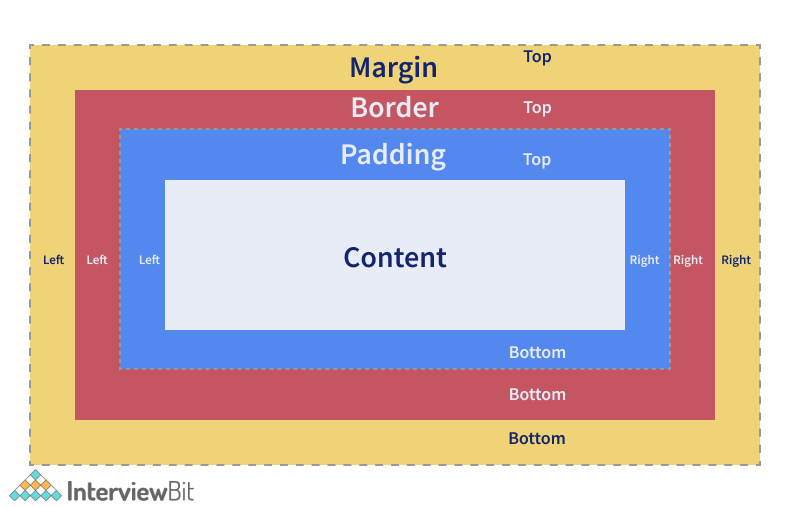 Margin Top
Border Top
Padding Top
Left Left Left Content Right Right Right
Bottom
Bottom
Bottom
InterviewBit